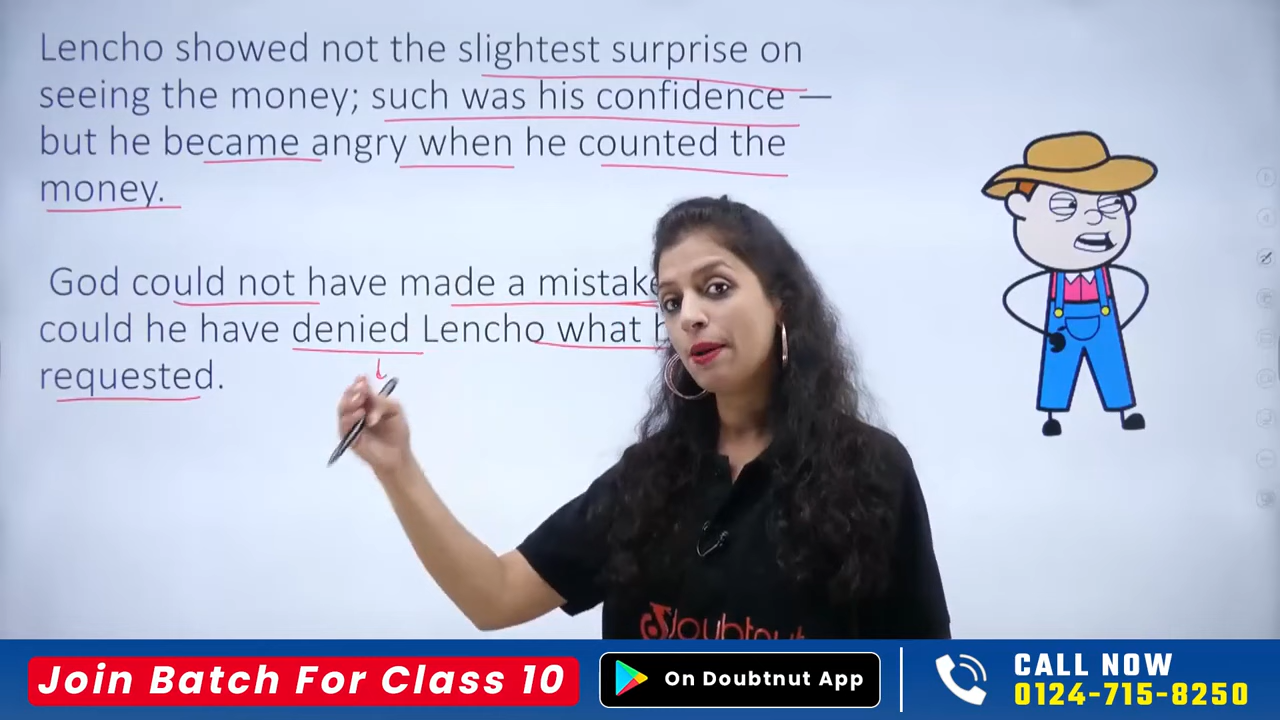 Lencho showed not the slightest surprise on
seeing the money; such was his confidence —
but he became angry when he counted the
money.
God could not have made a mistake
could he have denied Lencho what
requested.
doubtnut
Join Batch For Class 10
On Doubtnut App
CALL NOW
0124-715-8250